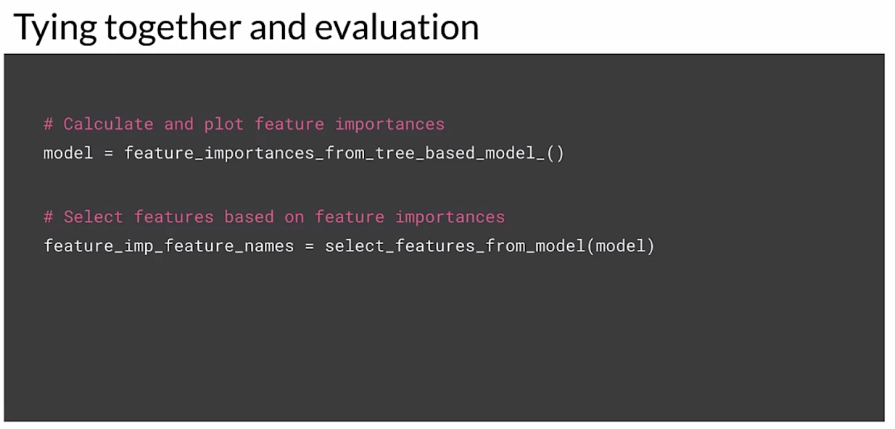 Tying together and evaluation
# Calculate and plot feature importances
model = feature_importances_from_tree_based_model_()
# Select features based on feature importances
feature_imp_feature_names = select_features_from_model(model)